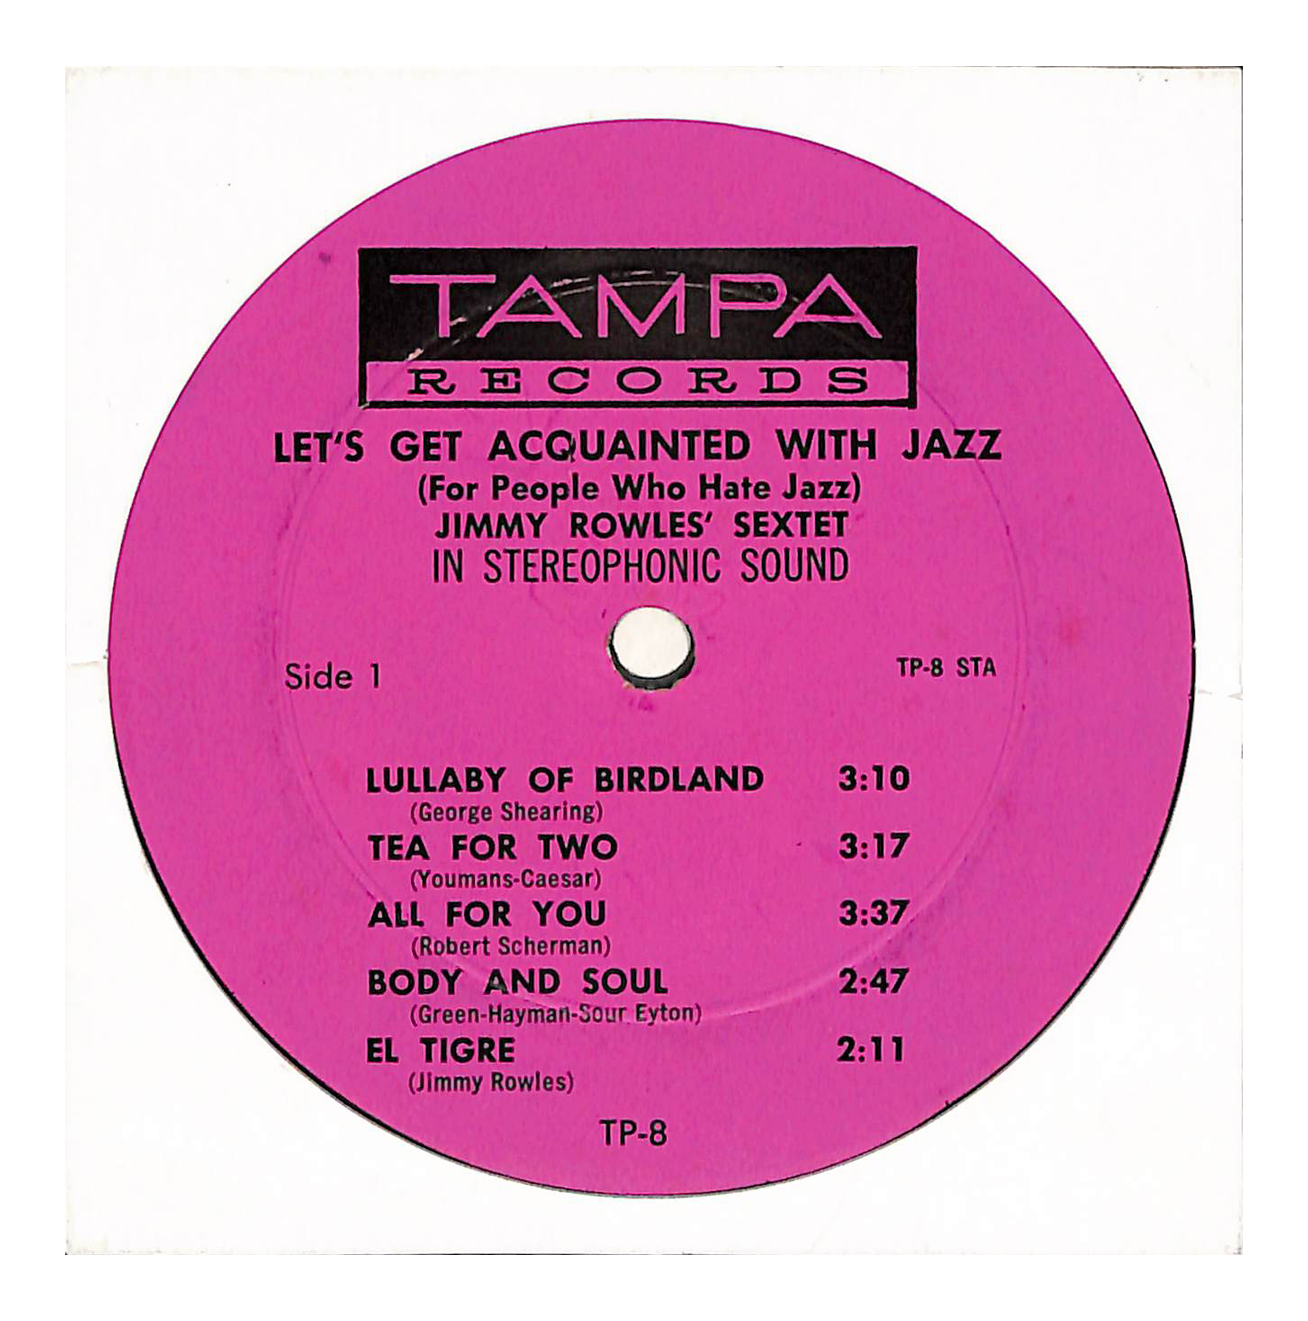 TAMPA
RECORDS
LET'S GET ACQUAINTED WITH JAZZ
(For People Who Hate Jazz)
JIMMY ROWLES' SEXTET
IN STEREOPHONIC SOUND
Side 1 TP-8 STA
LULLABY OF BIRDLAND 3:10
(George Shearing)
TEA FOR TWO 3:17
(Youmans-Caesar)
ALL FOR YOU 3:37
(Robert Scherman)
BODY AND SOUL 2:47
(Green-Hayman-Sour Eyton)
EL TIGRE 2:11
(Jimmy Rowles)
TP-8